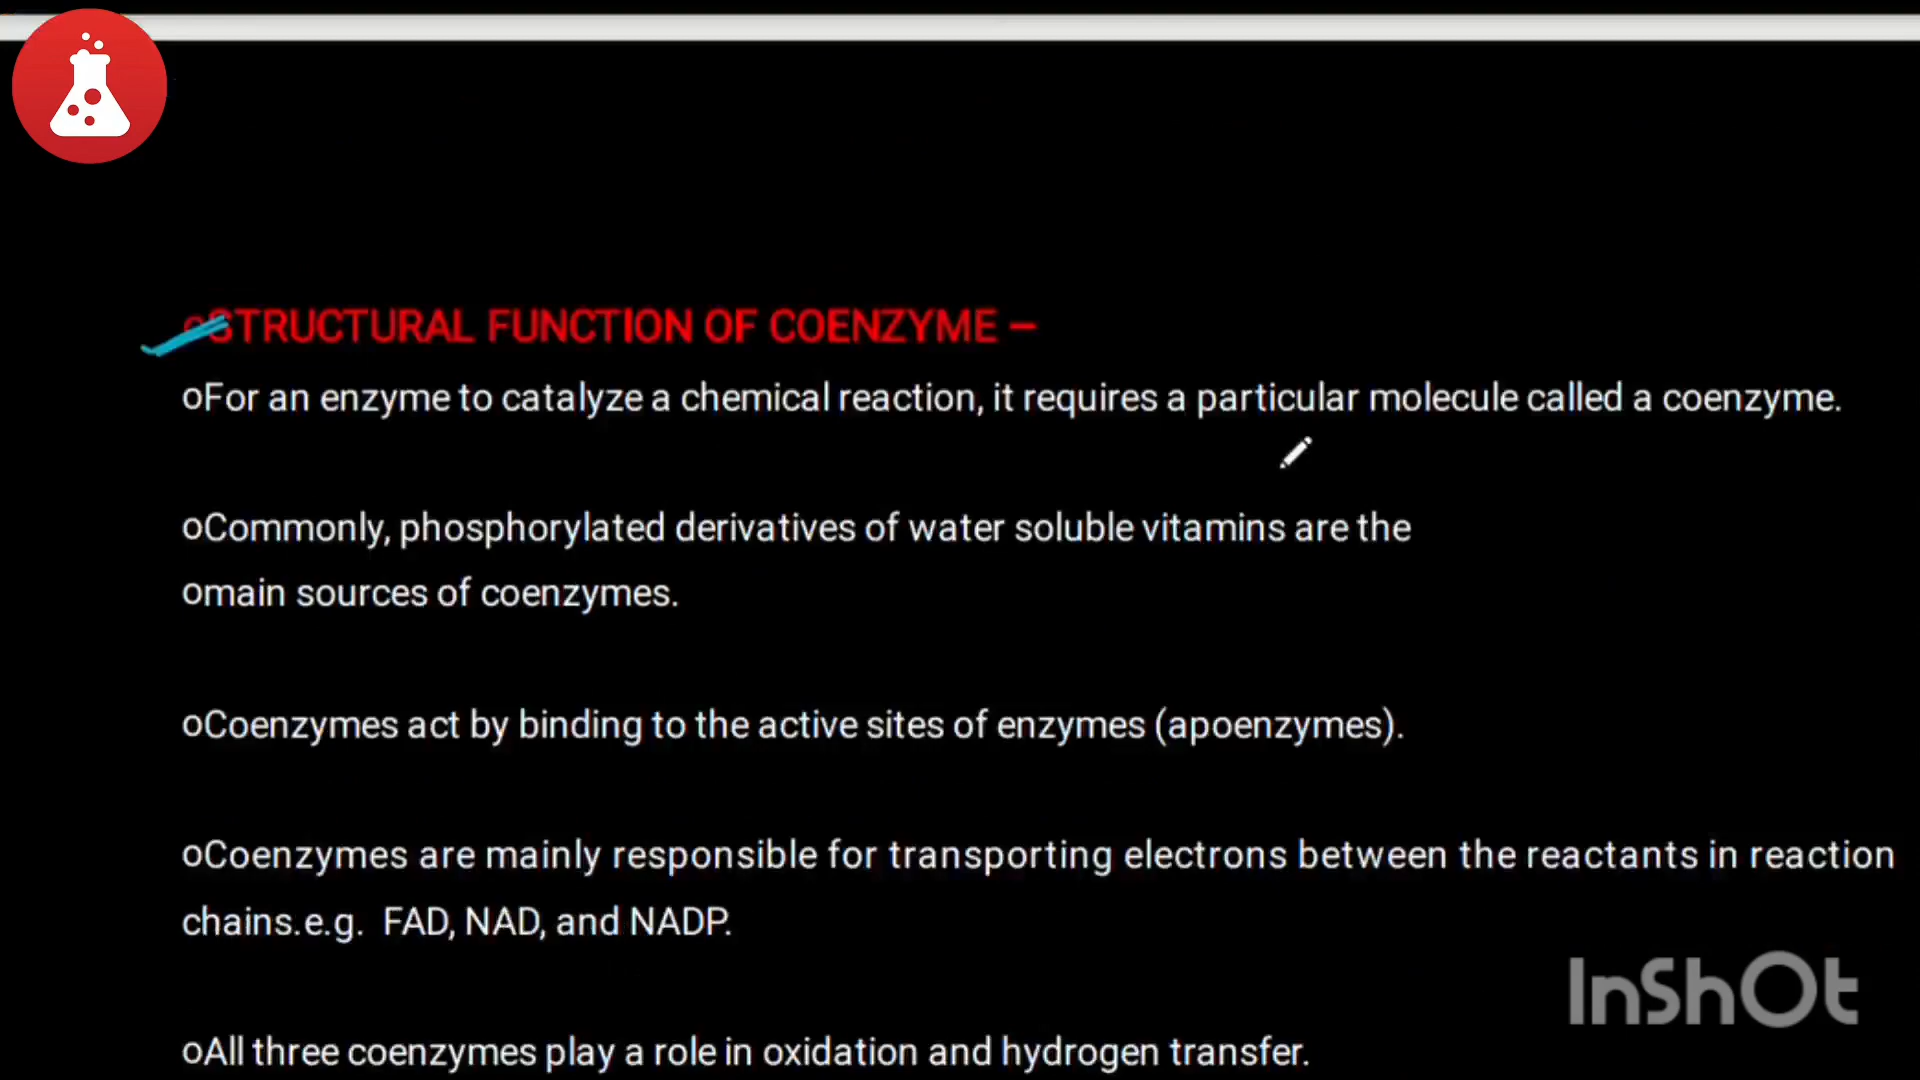 oSTRUCTURAL FUNCTION OF COENZYME –
oFor an enzyme to catalyze a chemical reaction, it requires a particular molecule called a coenzyme.
oCommonly, phosphorylated derivatives of water soluble vitamins are the
omain sources of coenzymes.
oCoenzymes act by binding to the active sites of enzymes (apoenzymes).
oCoenzymes are mainly responsible for transporting electrons between the reactants in reaction
chains.e.g. FAD, NAD, and NADP.
InShOt
oAll three coenzymes play a role in oxidation and hydrogen transfer.